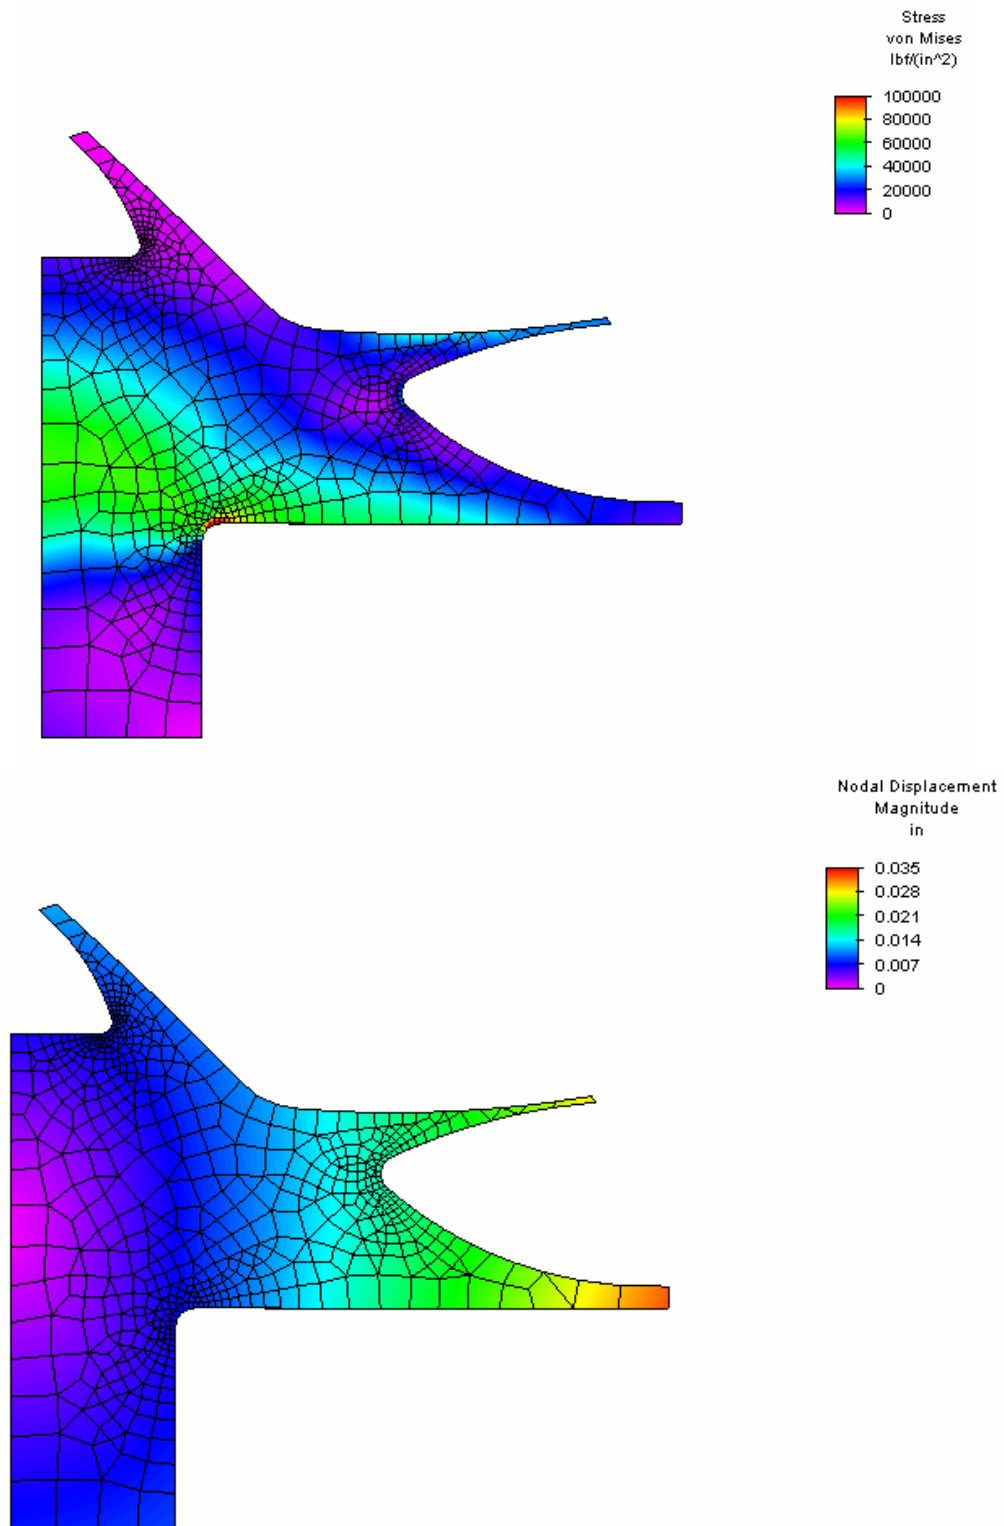 Stress
von Mises
lbf/(in^2)
100000
80000
60000
40000
20000
0
Nodal Displacement
Magnitude
in
0.035
0.028
0.021
0.014
0.007
0